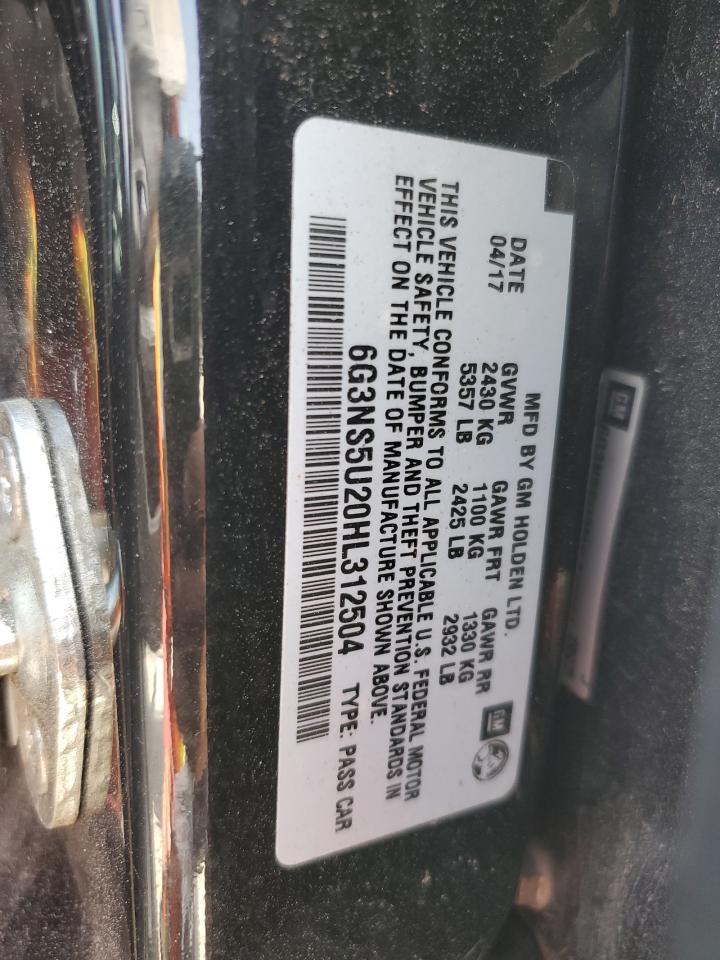 MFD BY GM HOLDEN LTD.
DATE GVWR GAWR FRT GAWR RR
04/17 2430 KG 1100 KG 1330 KG
5357 LB 2425 LB 2932 LB
GM
THIS VEHICLE CONFORMS TO ALL APPLICABLE U.S. FEDERAL MOTOR
VEHICLE SAFETY, BUMPER AND THEFT PREVENTION STANDARDS IN
EFFECT ON THE DATE OF MANUFACTURE SHOWN ABOVE.
6G3NS5U20HL312504 TYPE: PASS CAR
GM